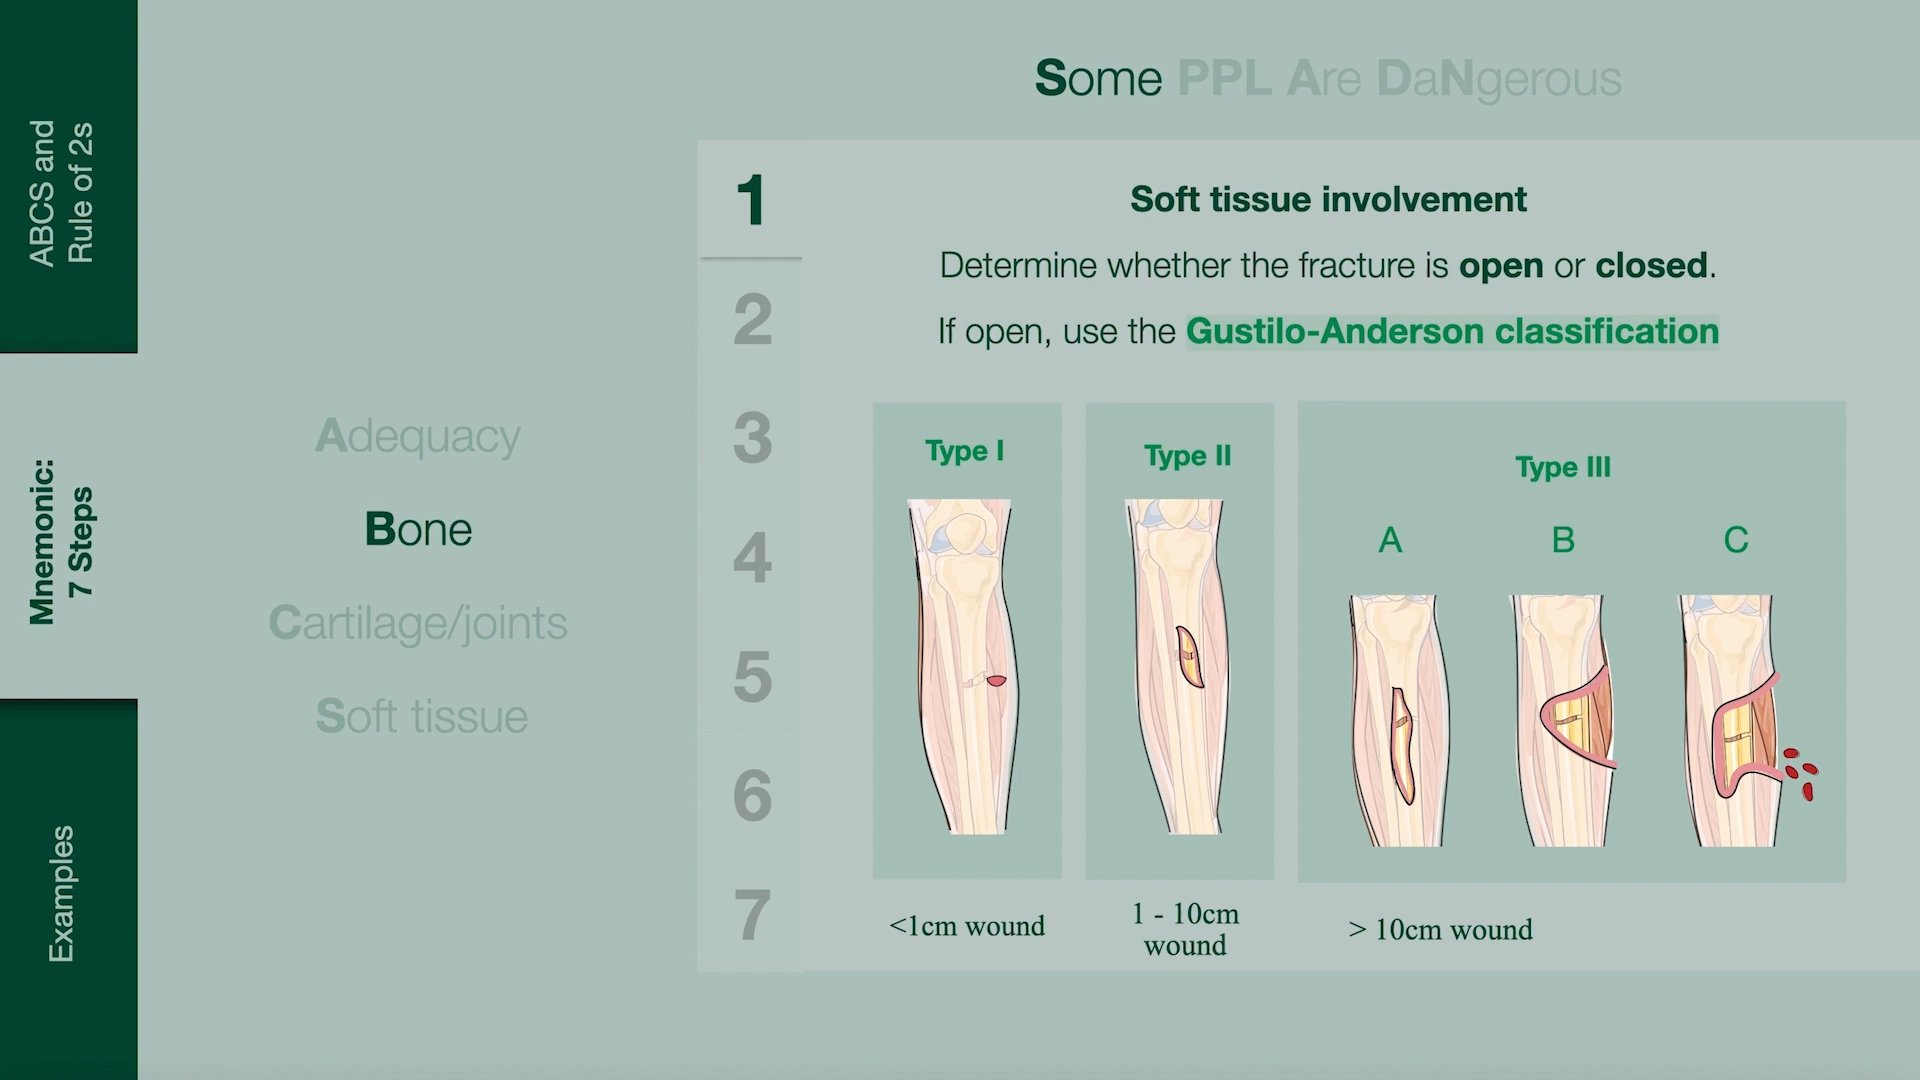 ABCS and
Rule of 2s
Mnemonic:
7 Steps
Examples
Adequacy
Bone
Cartilage/joints
Soft tissue
Some PPL Are DaNgerous
1
2
3
4
5
6
7
Soft tissue involvement
Determine whether the fracture is open or closed.
If open, use the Gustilo-Anderson classification
Type I
Type II
Type III
A B C
<1cm wound
1 - 10cm
wound
> 10cm wound